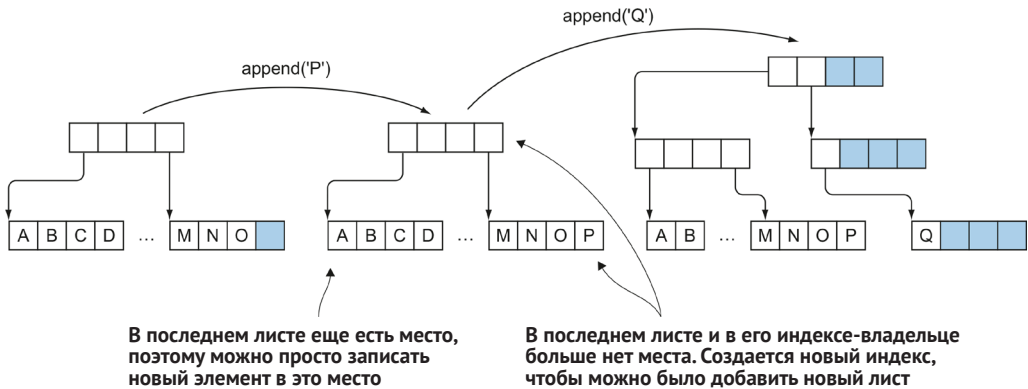 append('Q')
append('P')
A B C D ... M N O
A B C D ... M N O P
A B ... M N O P
Q
В последнем листе еще есть место,
поэтому можно просто записать
новый элемент в это место
В последнем листе и в его индексе-владельце
больше нет места. Создается новый индекс,
чтобы можно было добавить новый лист